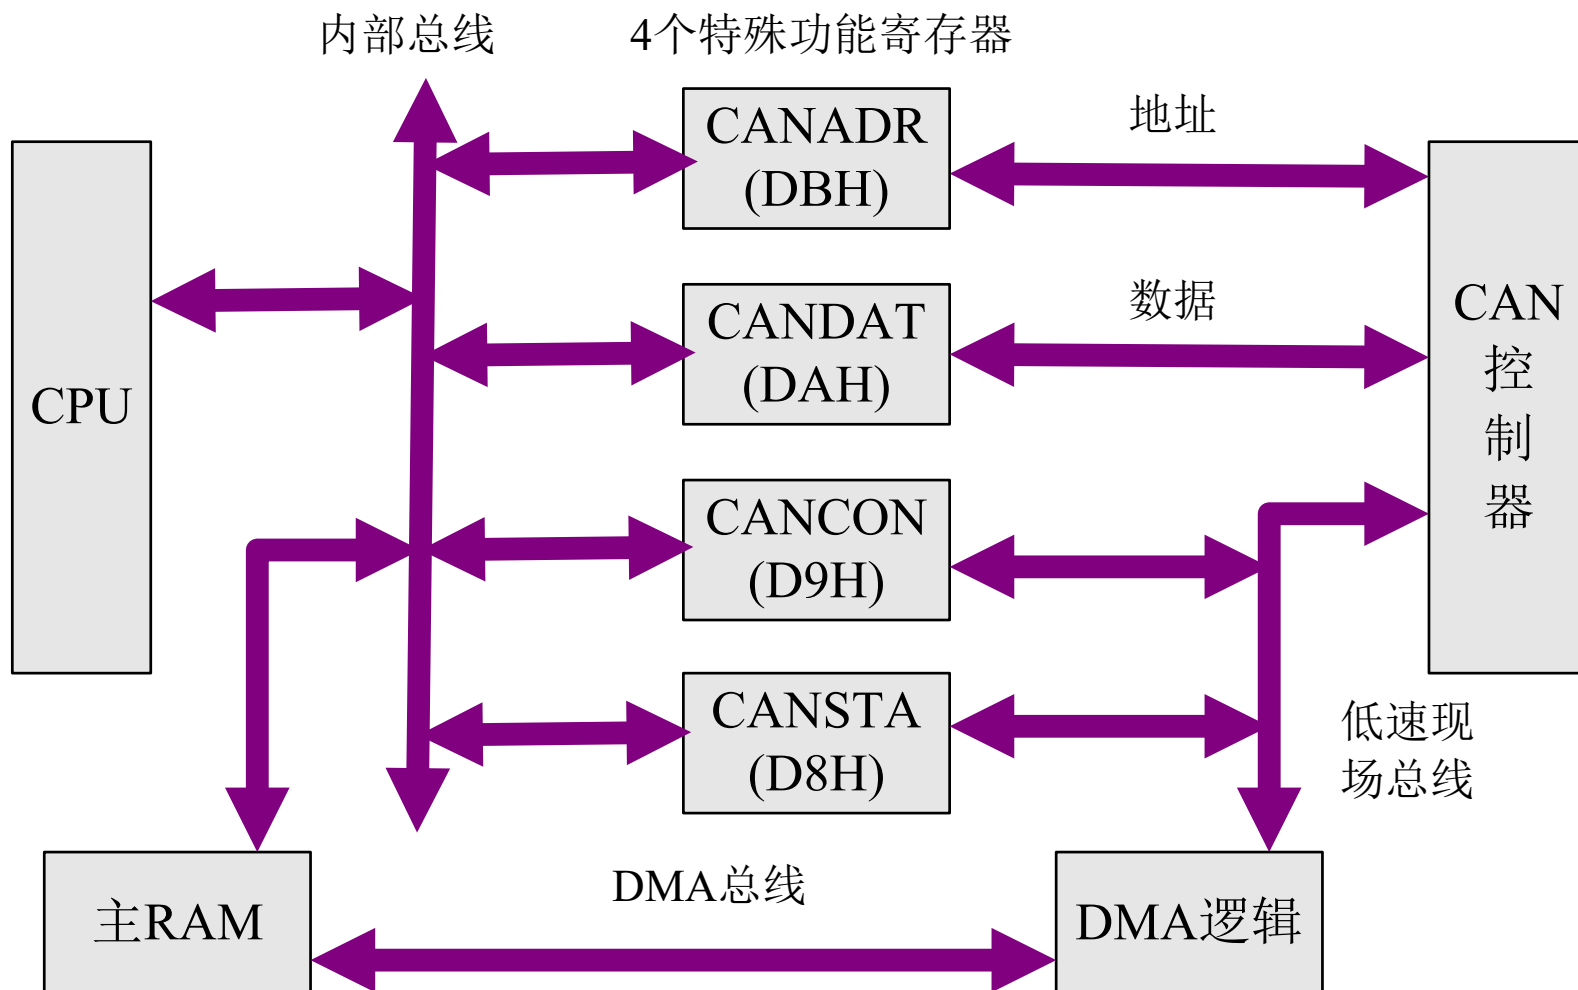 内部总线
4个特殊功能寄存器
CANADR
(DBH)
地址
CPU
CANDAT
(DAH)
数据
CAN
控
制
器
CANCON
(D9H)
CANSTA
(D8H)
低速现
场总线
主RAM
DMA总线
DMA逻辑